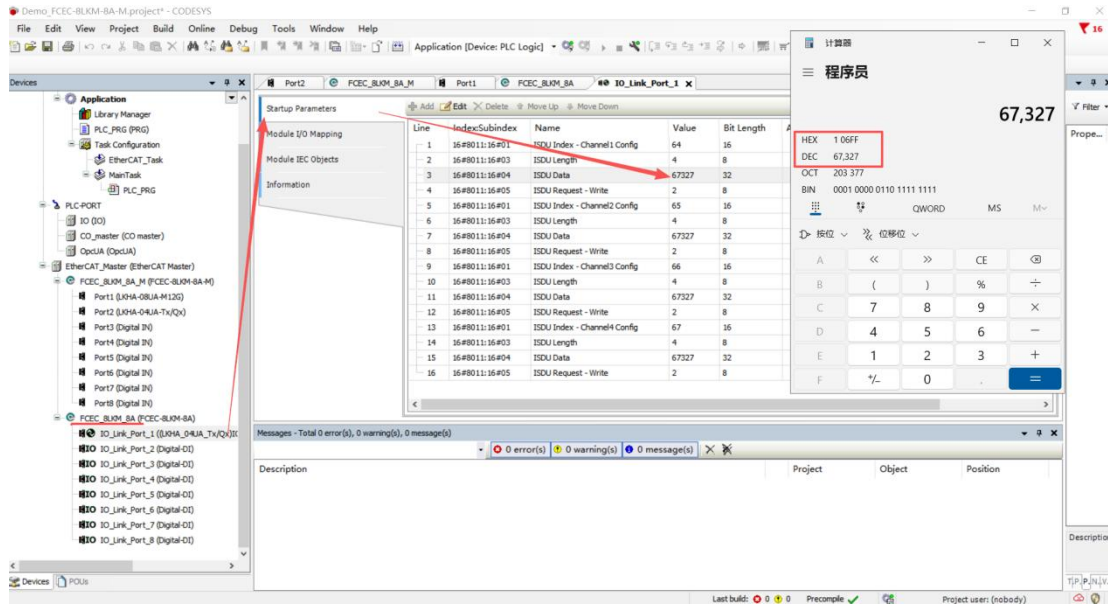 Demo_FCEC-8LKM-8A-M.project* - CODESYS
File Edit View Project Build Online Debug Tools Window Help
16
Application [Device: PLC Logic]
Devices
Application
Library Manager
PLC_PRG (PRG)
Task Configuration
EtherCAT_Task
MainTask
PLC_PRG
PLC-PORT
IO (IO)
CO_master (CO master)
OpcUA (OpcUA)
EtherCAT_Master (EtherCAT Master)
FCEC_8LKM_8A_M (FCEC-8LKM-8A-M)
Port1 (LKHA-08UA-M12G)
Port2 (LKHA-04UA-Tx/Qx)
Port3 (Digital IN)
Port4 (Digital IN)
Port5 (Digital IN)
Port6 (Digital IN)
Port7 (Digital IN)
Port8 (Digital IN)
FCEC_8LKM_8A (FCEC-8LKM-8A)
IO_Link_Port_1 ((LKHA_04UA_Tx/Qx)IO
IO_Link_Port_2 (Digital-DI)
IO_Link_Port_3 (Digital-DI)
IO_Link_Port_4 (Digital-DI)
IO_Link_Port_5 (Digital-DI)
IO_Link_Port_6 (Digital-DI)
IO_Link_Port_7 (Digital-DI)
IO_Link_Port_8 (Digital-DI)
Devices POUs
Port2 FCEC_8LKM_8A_M Port1 FCEC_8LKM_8A IO_Link_Port_1 x
Startup Parameters
Module I/O Mapping
Module IEC Objects
Information
Add Edit Delete Move Up Move Down
Line Index:Subindex Name Value Bit Length
1 16#8011:16#01 ISDU Index - Channel1 Config 64 16
2 16#8011:16#03 ISDU Length 4 8
3 16#8011:16#04 ISDU Data 67327 32
4 16#8011:16#05 ISDU Request - Write 2 8
5 16#8011:16#01 ISDU Index - Channel2 Config 65 16
6 16#8011:16#03 ISDU Length 4 8
7 16#8011:16#04 ISDU Data 67327 32
8 16#8011:16#05 ISDU Request - Write 2 8
9 16#8011:16#01 ISDU Index - Channel3 Config 66 16
10 16#8011:16#03 ISDU Length 4 8
11 16#8011:16#04 ISDU Data 67327 32
12 16#8011:16#05 ISDU Request - Write 2 8
13 16#8011:16#01 ISDU Index - Channel4 Config 67 16
14 16#8011:16#03 ISDU Length 4 8
15 16#8011:16#04 ISDU Data 67327 32
16 16#8011:16#05 ISDU Request - Write 2 8
计算器
程序员
67,327
HEX 1 06FF
DEC 67,327
OCT 203 377
BIN 0001 0000 0110 1111 1111
QWORD MS M
按位 位移位
A << >> CE
B ( ) % ÷
C 7 8 9 ×
D 4 5 6 −
E 1 2 3 +
F +/- 0 . =
Filter
Prope...
Messages - Total 0 error(s), 0 warning(s), 0 message(s)
0 error(s) 0 warning(s) 0 message(s)
Description Project Object Position
Descriptio
Last build: 0 0 Precompile Project user: (nobody)